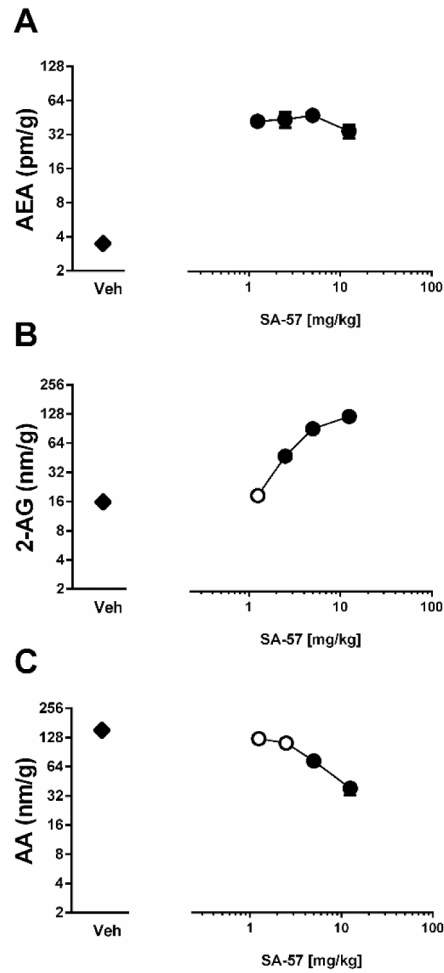 A
AEA (pm/g)
128
64
32
16
8
4
2
Veh
1
10
100
SA-57 [mg/kg]
B
2-AG (nm/g)
256
128
64
32
16
8
4
2
Veh
1
10
100
SA-57 [mg/kg]
C
AA (nm/g)
256
128
64
32
16
8
4
2
Veh
1
10
100
SA-57 [mg/kg]